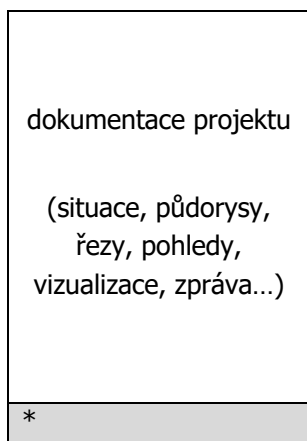 dokumentace projektu
(situace, půdorysy,
řezy, pohledy,
vizualizace, zpráva…)
*